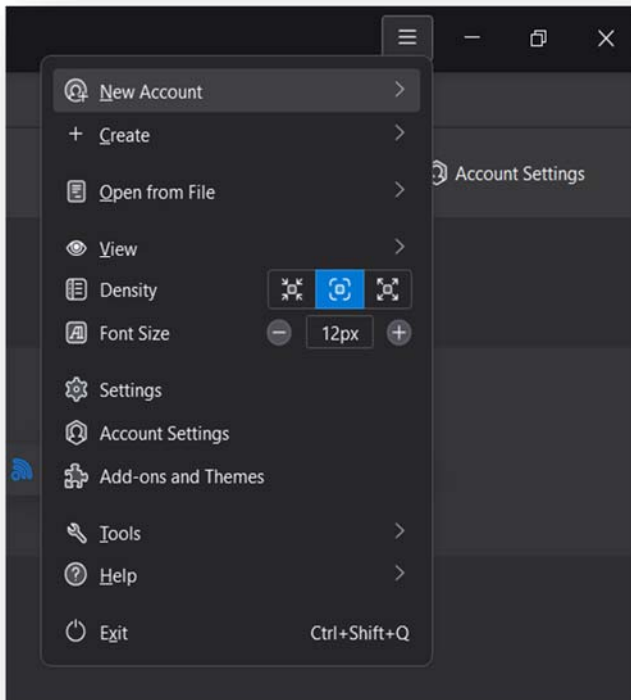 New Account
Create
Account Settings
Open from File
View
Density
Font Size 12px
Settings
Account Settings
Add-ons and Themes
Tools
Help
Exit Ctrl+Shift+Q